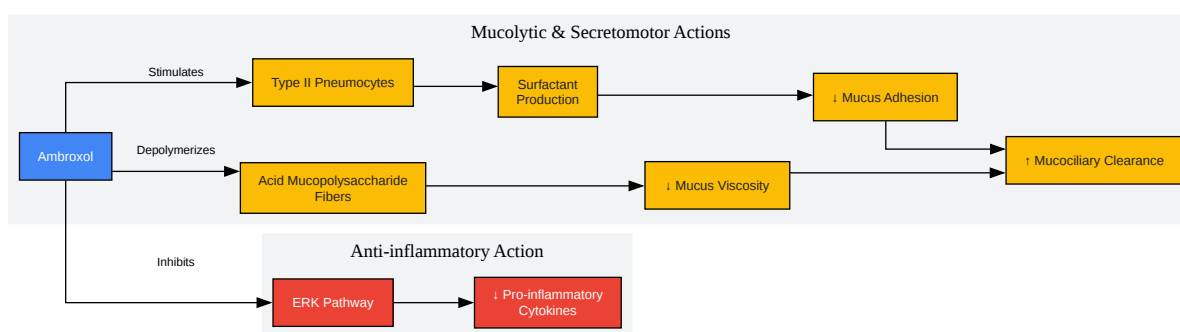 Mucolytic & Secretomotor Actions
Stimulates
Type II Pneumocytes
Surfactant
Production
↓ Mucus Adhesion
Ambroxol
Depolymerizes
Acid Mucopolysaccharide
Fibers
↓ Mucus Viscosity
↑ Mucociliary Clearance
Inhibits
Anti-inflammatory Action
ERK Pathway
↓ Pro-inflammatory
Cytokines